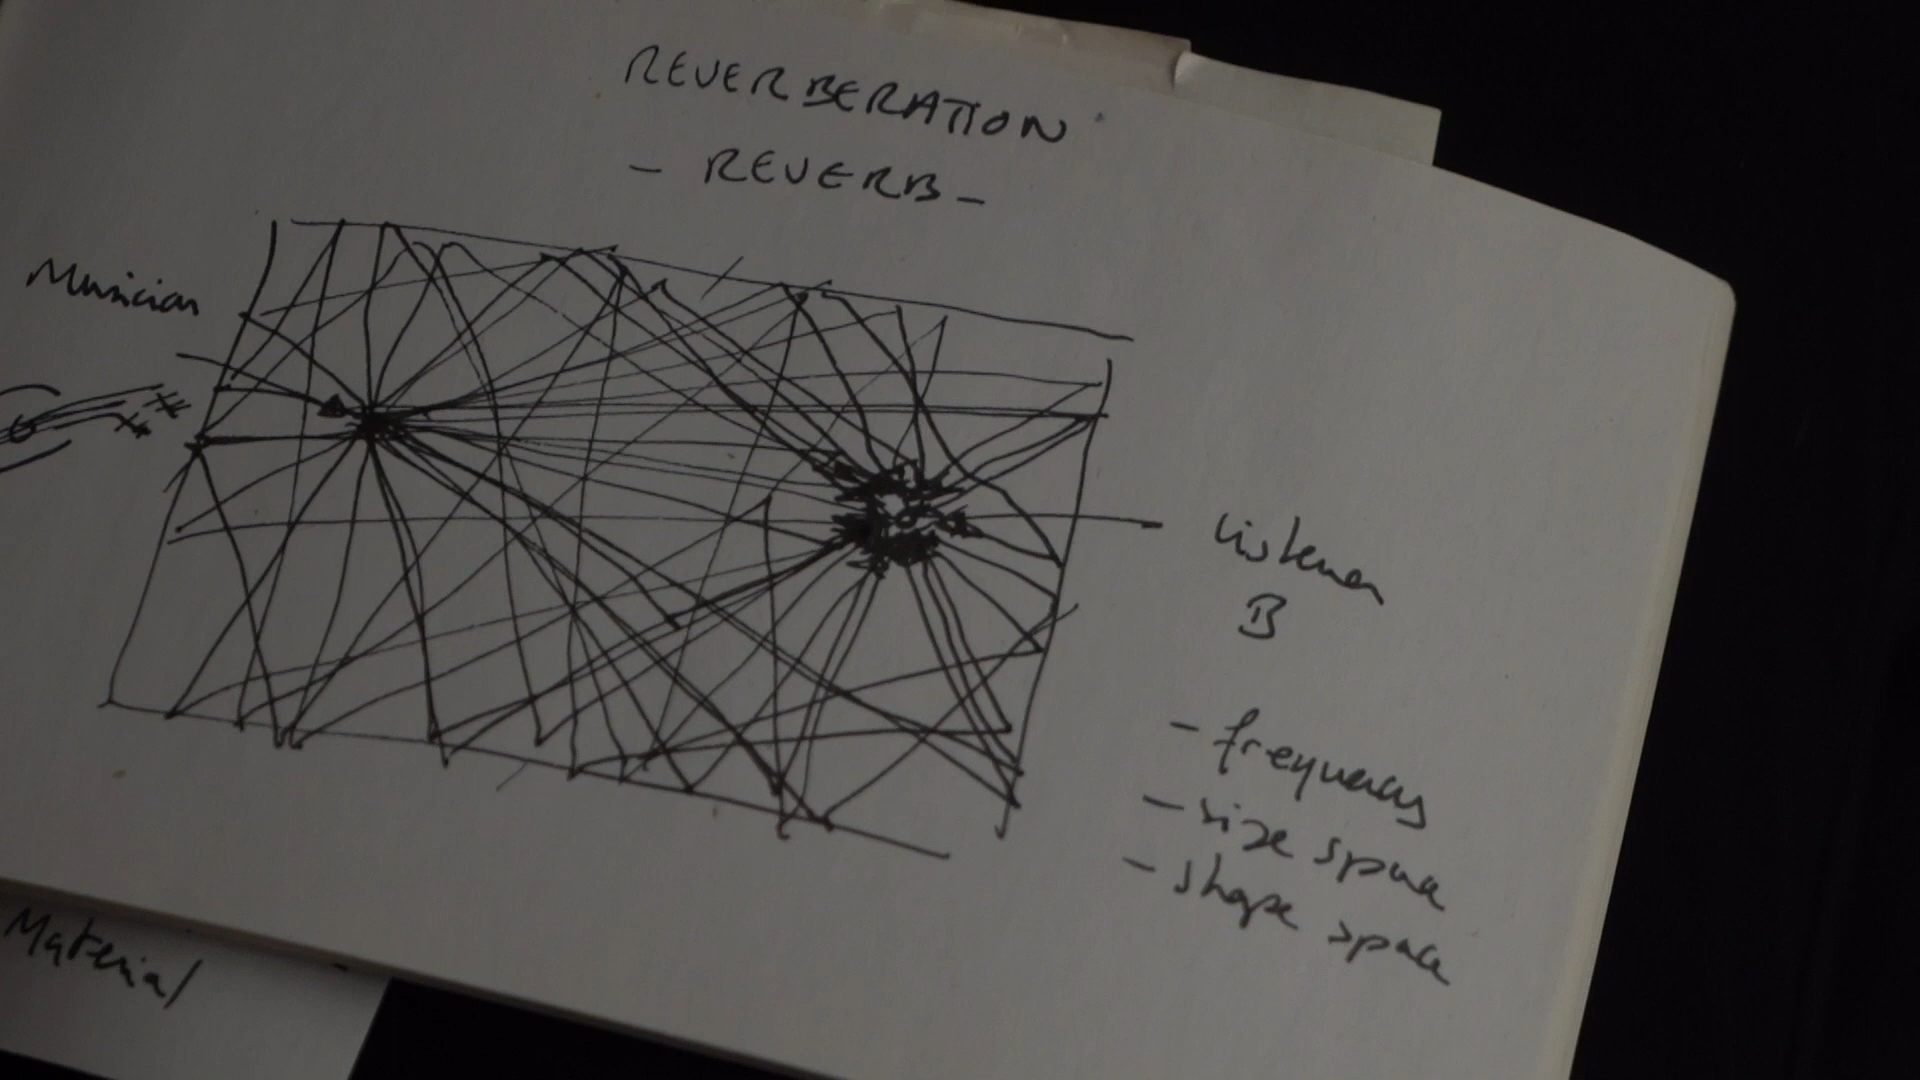 REVERBERATION
- REVERB -
Musician
Listener
B
- frequency
- size space
- shape space
Material